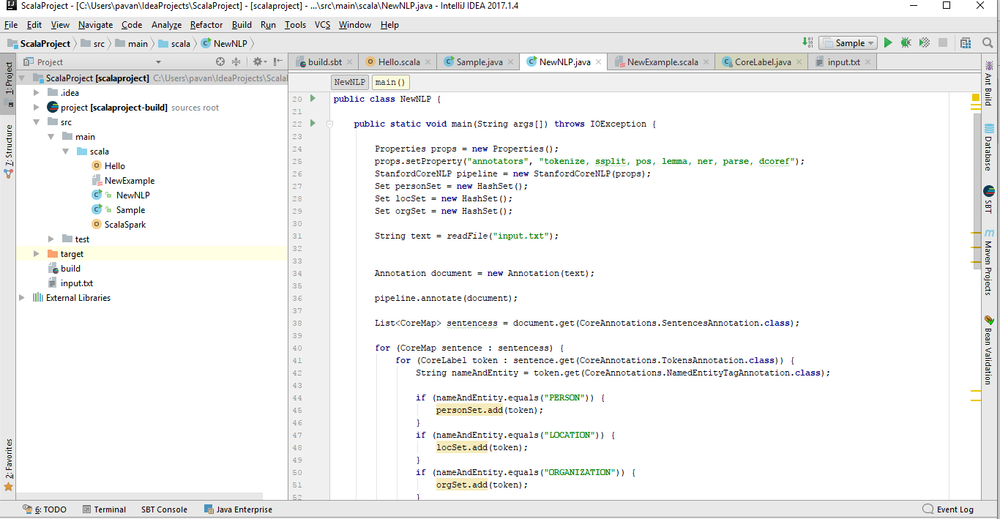 ScalaProject - [C:\Users\pavan\IdeaProjects\ScalaProject] - [scalaproject] - ...\src\main\scala\NewNLP.java - IntelliJ IDEA 2017.1.4
File Edit View Navigate Code Analyze Refactor Build Run Tools VCS Window Help
ScalaProject src main scala NewNLP Sample
Project
build.sbt Hello.scala Sample.java NewNLP.java NewExample.scala CoreLabel.java input.txt
1: Project
7: Structure
2: Favorites
ScalaProject [scalaproject] C:\Users\pavan\IdeaProjects\Scala
.idea
project [scalaproject-build] sources root
src
main
scala
Hello
NewExample
NewNLP
Sample
ScalaSpark
test
target
build
input.txt
External Libraries
NewNLP main()
20 public class NewNLP {
21
22 public static void main(String args[]) throws IOException {
23
24 Properties props = new Properties();
25 props.setProperty("annotators", "tokenize, ssplit, pos, lemma, ner, parse, dcoref");
26 StanfordCoreNLP pipeline = new StanfordCoreNLP(props);
27 Set personSet = new HashSet();
28 Set locSet = new HashSet();
29 Set orgSet = new HashSet();
30
31 String text = readFile("input.txt");
32
33
34 Annotation document = new Annotation(text);
35
36 pipeline.annotate(document);
37
38 List<CoreMap> sentencess = document.get(CoreAnnotations.SentencesAnnotation.class);
39
40 for (CoreMap sentence : sentencess) {
41 for (CoreLabel token : sentence.get(CoreAnnotations.TokensAnnotation.class)) {
42 String nameAndEntity = token.get(CoreAnnotations.NamedEntityTagAnnotation.class);
43
44 if (nameAndEntity.equals("PERSON")) {
45 personSet.add(token);
46 }
47 if (nameAndEntity.equals("LOCATION")) {
48 locSet.add(token);
49 }
50 if (nameAndEntity.equals("ORGANIZATION")) {
51 orgSet.add(token);
52 }
Ant Build
Database
SBT
Maven Projects
Bean Validation
6: TODO Terminal SBT Console Java Enterprise Event Log